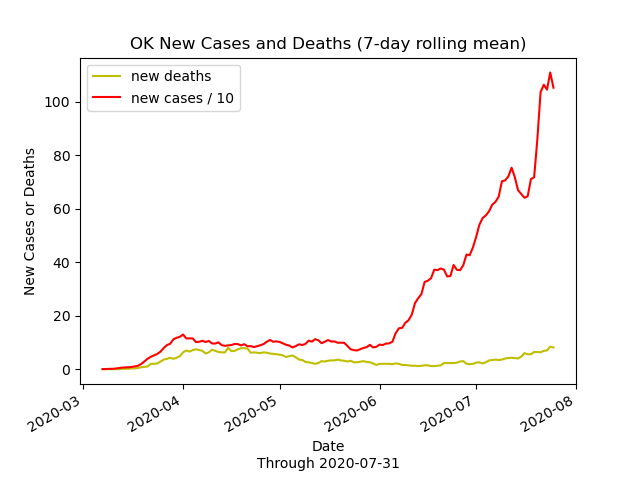 OK New Cases and Deaths (7-day rolling mean)
new deaths
new cases / 10
New Cases or Deaths
100
80
60
40
20
0
2020-03
2020-04
2020-05
2020-06
2020-07
2020-08
Date
Through 2020-07-31